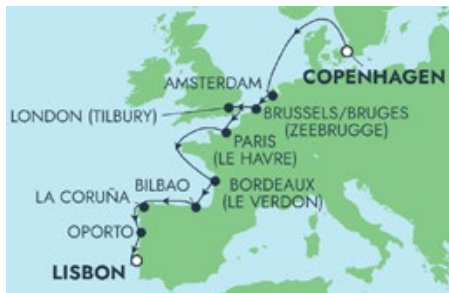 AMSTERDAM
COPENHAGEN
LONDON (TILBURY)
BRUSSELS/BRUGES
(ZEEBRUGGE)
PARIS
(LE HAVRE)
BORDEAUX
(LE VERDON)
BILBAO
LA CORUÑA
OPORTO
LISBON